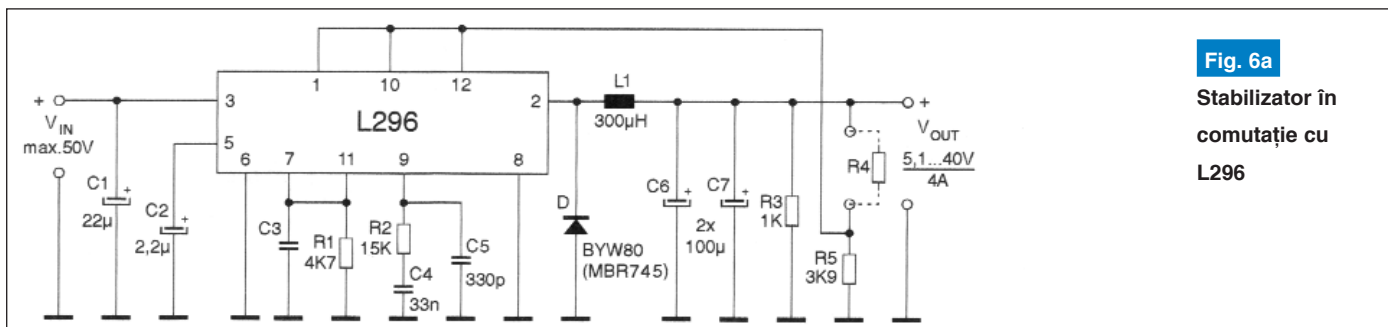 1
10
12
3
L296
2
5
6
7
11
9
8
+
V_IN
max.50V
C1
+
22µ
C2
+
2,2µ
C3
R1
4K7
R2
15K
C4
33n
C5
330p
D
BYW80
(MBR745)
L1
300µH
C6
+
C7
+
2x
100µ
R3
1K
R4
R5
3K9
+
V_OUT
5,1...40V
4A
Fig. 6a
Stabilizator în
comutație cu
L296